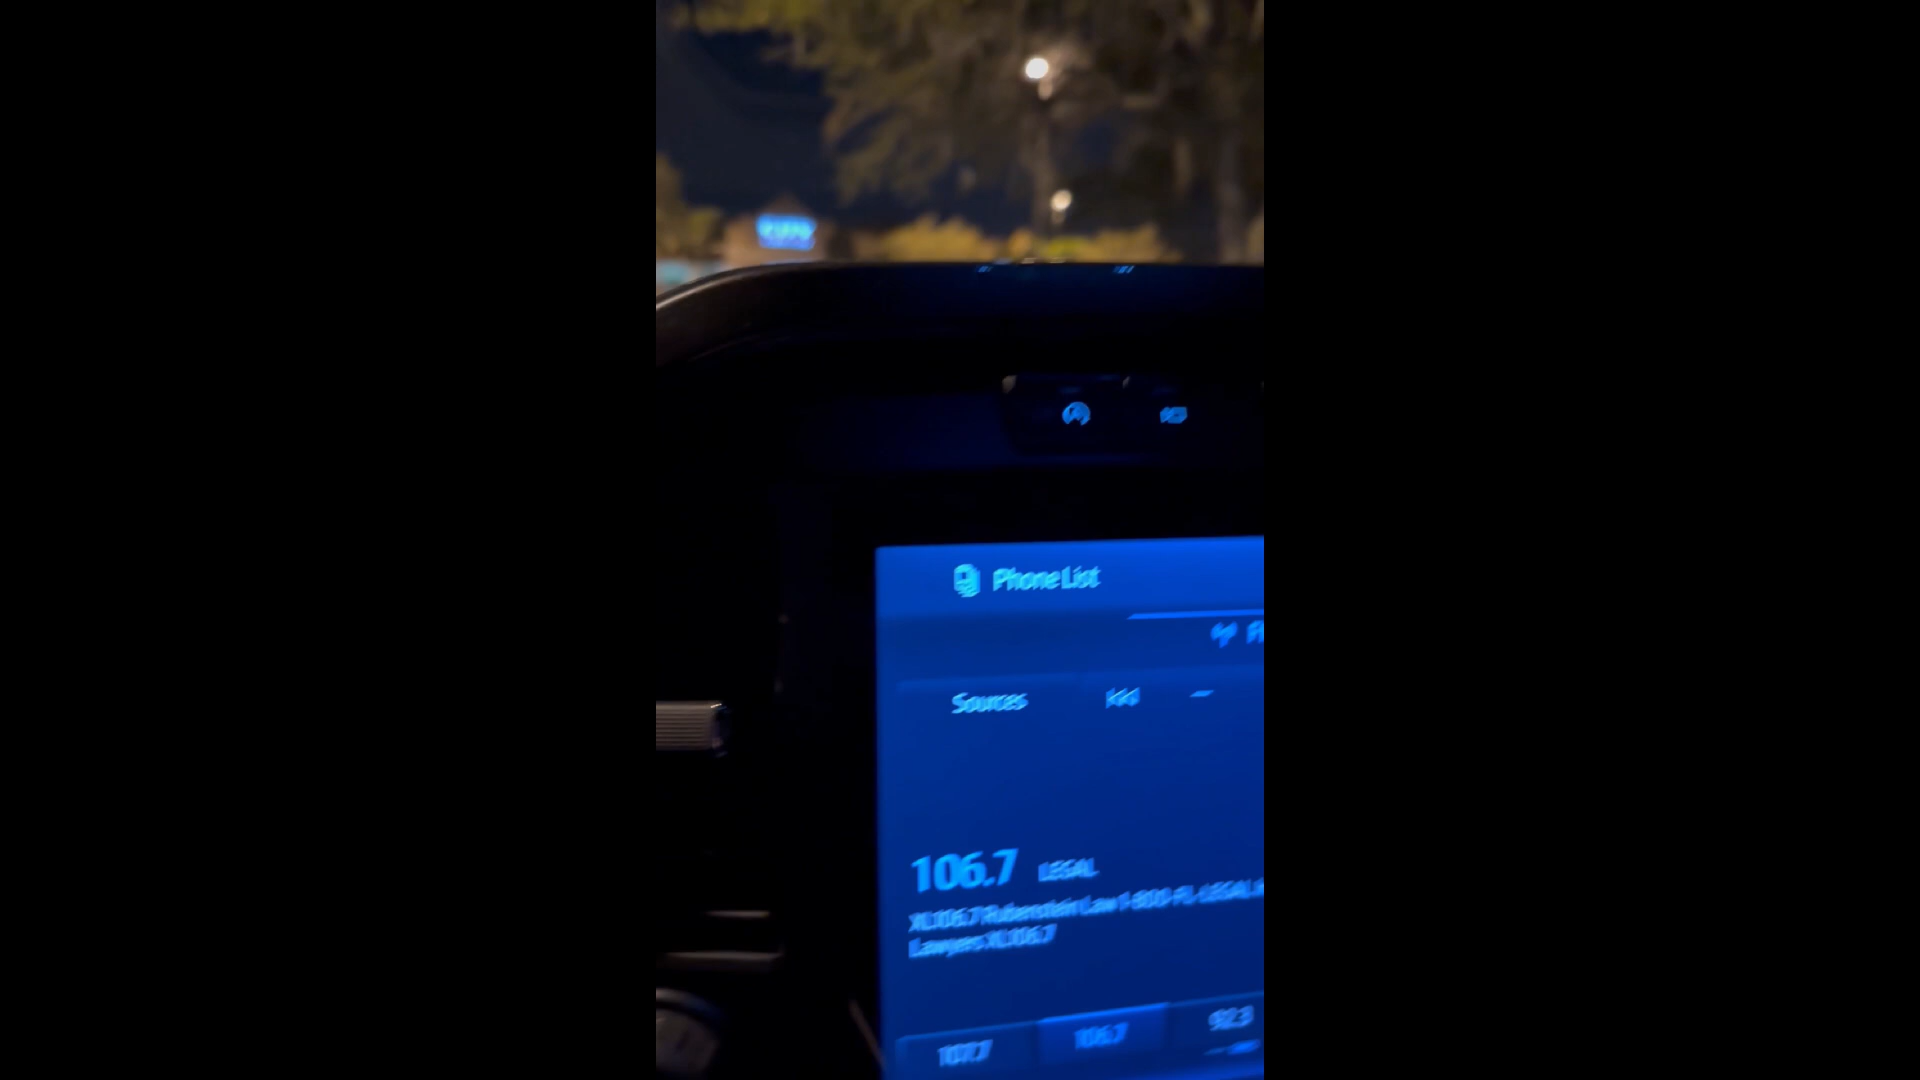 Phone List
Sources
106.7 LEGAL
XL106.7 Rubenstein Law 1-800-FL-LEGAL
Lawyers XL106.7
107.7 106.7 92.3